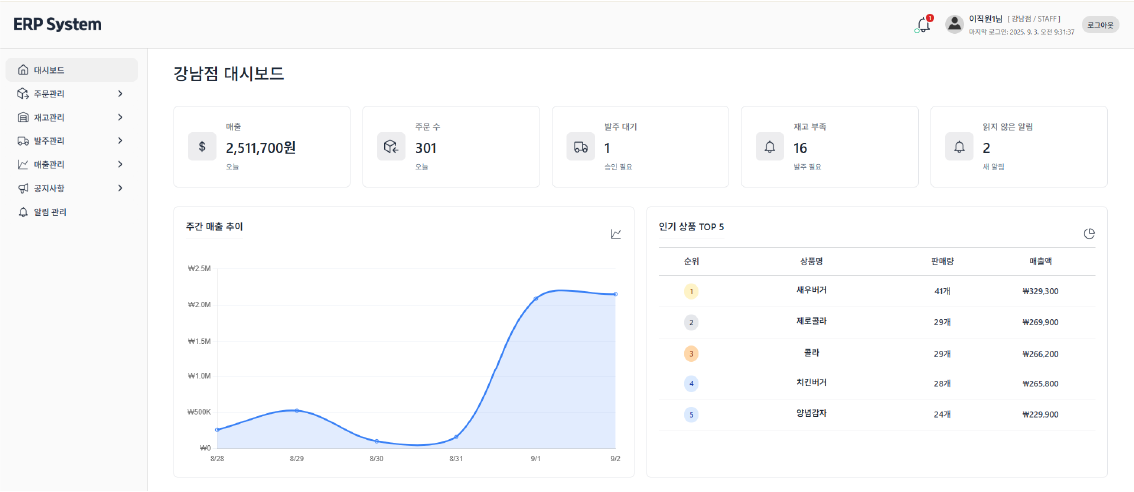 ERP System
1
이직원1님 [ 강남점 / STAFF ]
마지막 로그인: 2025. 9. 3. 오전 9:31:37
로그아웃
대시보드
주문관리
재고관리
발주관리
매출관리
공지사항
알림 관리
강남점 대시보드
$
매출
2,511,700원
오늘
주문 수
301
오늘
발주 대기
1
승인 필요
재고 부족
16
발주 필요
읽지 않은 알림
2
새 알림
주간 매출 추이
₩2.5M
₩2.0M
₩1.5M
₩1.0M
₩500K
₩0
8/28 8/29 8/30 8/31 9/1 9/2
인기 상품 TOP 5
순위 상품명 판매량 매출액
1 새우버거 41개 ₩329,300
2 제로콜라 29개 ₩269,900
3 콜라 29개 ₩266,200
4 치킨버거 28개 ₩265,800
5 양념감자 24개 ₩229,900